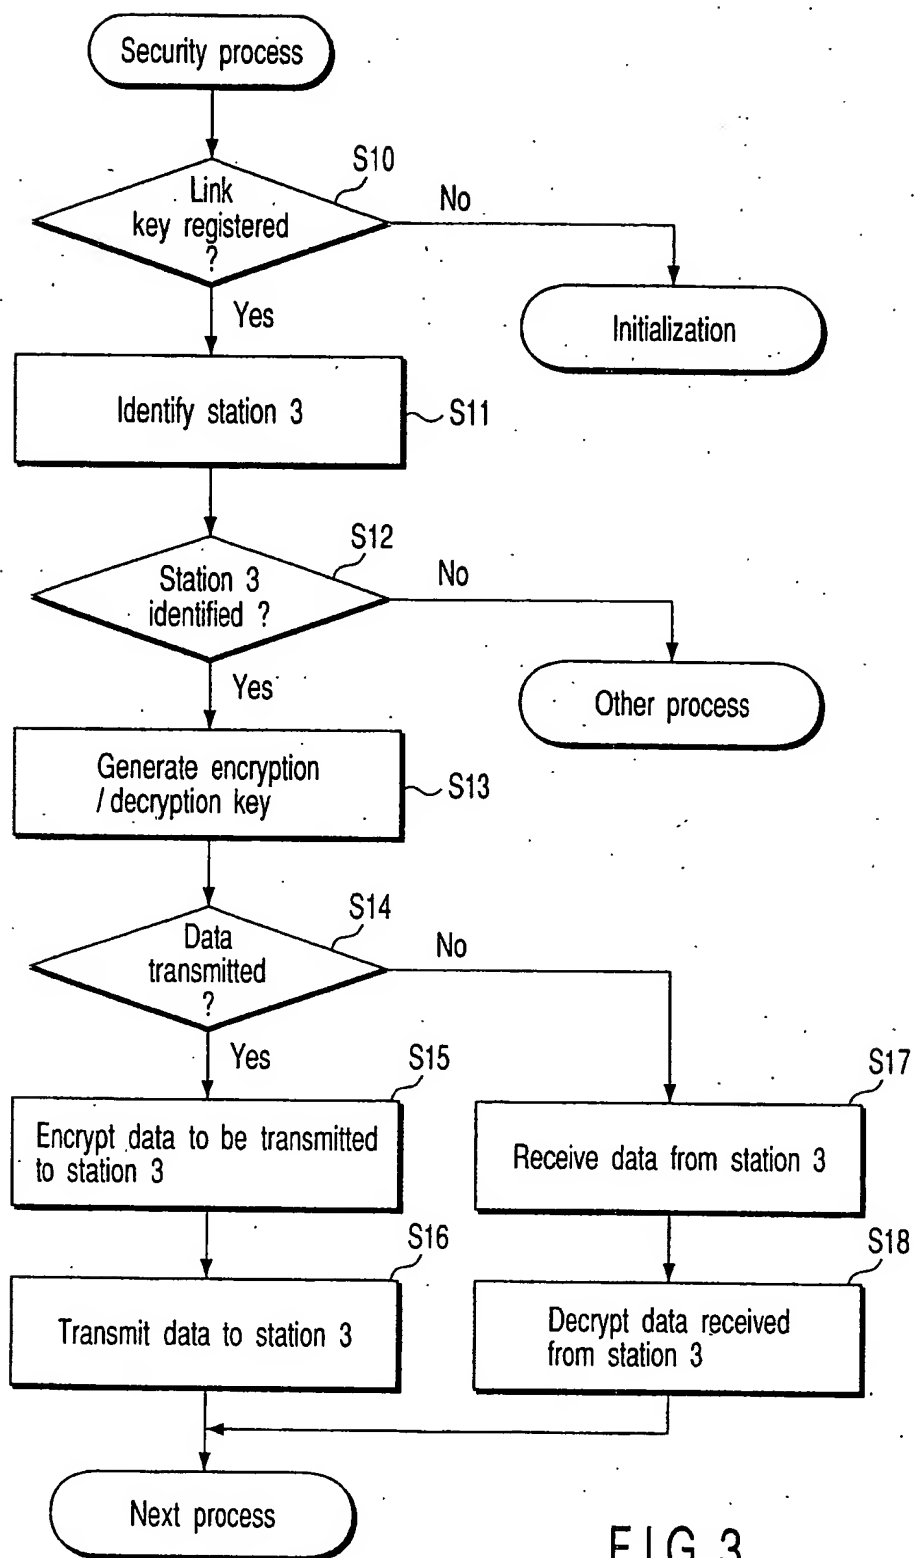 Security process
S10
Link
key registered
?
No
Yes
Initialization
Identify station 3
S11
S12
Station 3
identified ?
No
Yes
Other process
Generate encryption
/ decryption key
S13
S14
Data
transmitted
?
No
Yes
S15
S17
Encrypt data to be transmitted
to station 3
Receive data from station 3
S16
S18
Transmit data to station 3
Decrypt data received
from station 3
Next process
FIG. 3